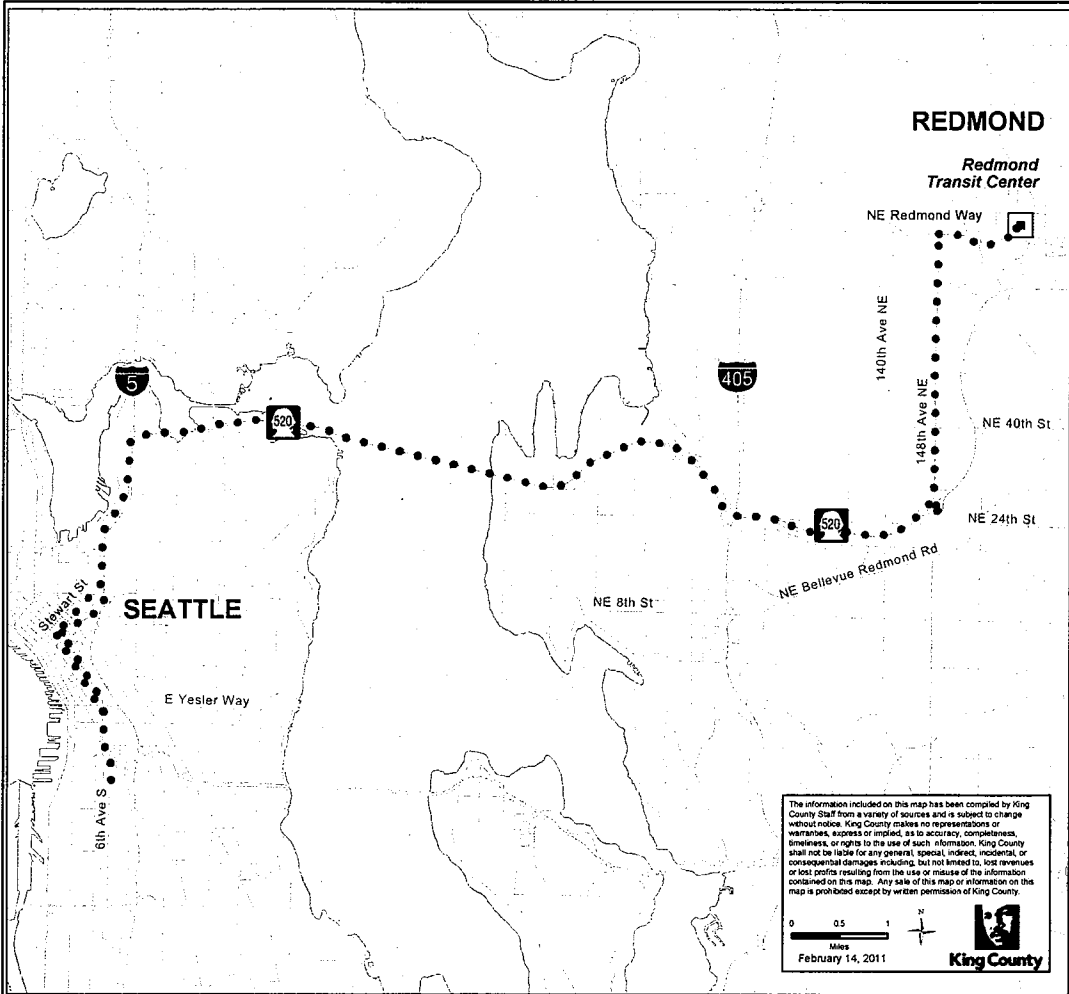 REDMOND
Redmond
Transit Center
NE Redmond Way
140th Ave NE
5
405
520
148th Ave NE
NE 40th St
NE 24th St
520
NE Bellevue Redmond Rd
Stewart St
SEATTLE
NE 8th St
E Yesler Way
6th Ave S
The information included on this map has been compiled by King
County Staff from a variety of sources and is subject to change
without notice. King County makes no representations or
warranties, express or implied, as to accuracy, completeness,
timeliness, or rights to the use of such information. King County
shall not be liable for any general, special, indirect, incidental, or
consequential damages including, but not limited to, lost revenues
or lost profits resulting from the use or misuse of the information
contained on this map. Any sale of this map or information on this
map is prohibited except by written permission of King County.
0 0.5 1
Miles
N
February 14, 2011
King County